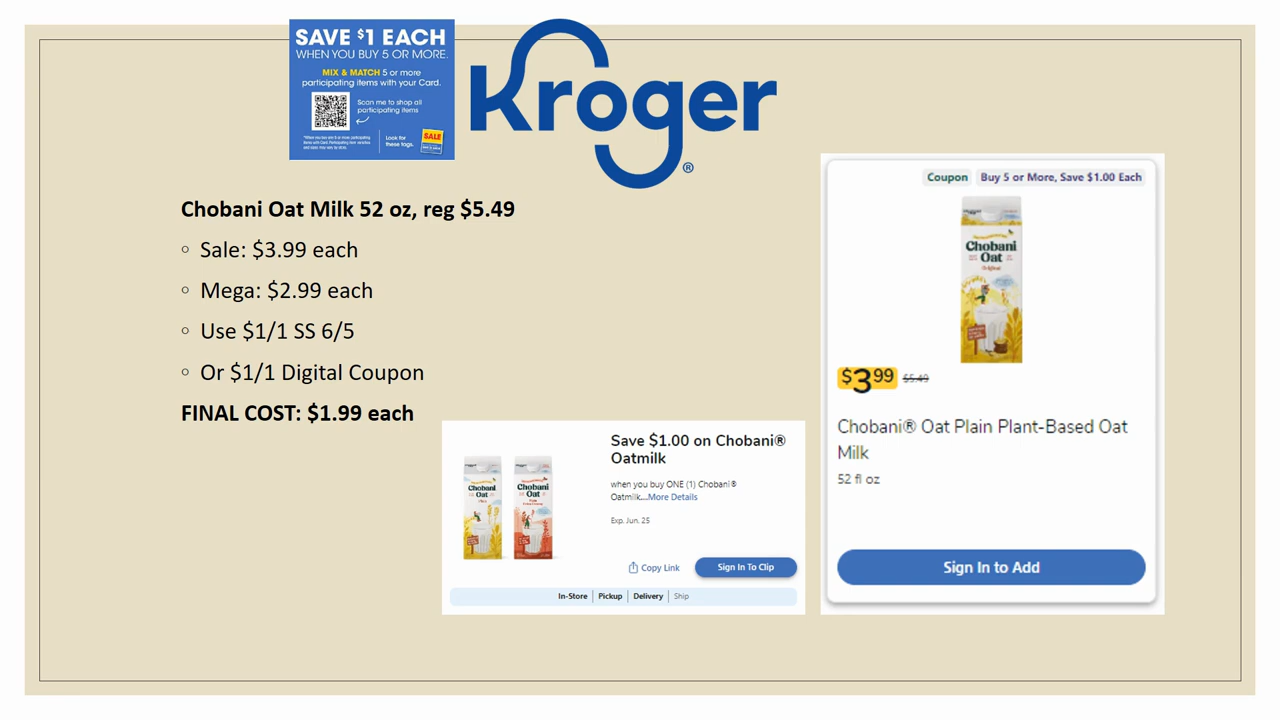 SAVE $1 EACH
WHEN YOU BUY 5 OR MORE.
MIX & MATCH 5 or more
participating items with your Card.
Scan me to shop all
participating items
Look for
these tags.
SALE
Kroger®
Chobani Oat Milk 52 oz, reg $5.49
Sale: $3.99 each
Mega: $2.99 each
Use $1/1 SS 6/5
Or $1/1 Digital Coupon
FINAL COST: $1.99 each
Save $1.00 on Chobani®
Oatmilk
when you buy ONE (1) Chobani®
Oatmilk...More Details
Exp. Jun. 25
Copy Link
Sign In To Clip
In-Store Pickup Delivery Ship
Chobani
Oat
Chobani
Oat
Coupon Buy 5 or More, Save $1.00 Each
Chobani
Oat
Original
$3.99 $5.49
Chobani® Oat Plain Plant-Based Oat
Milk
52 fl oz
Sign In to Add